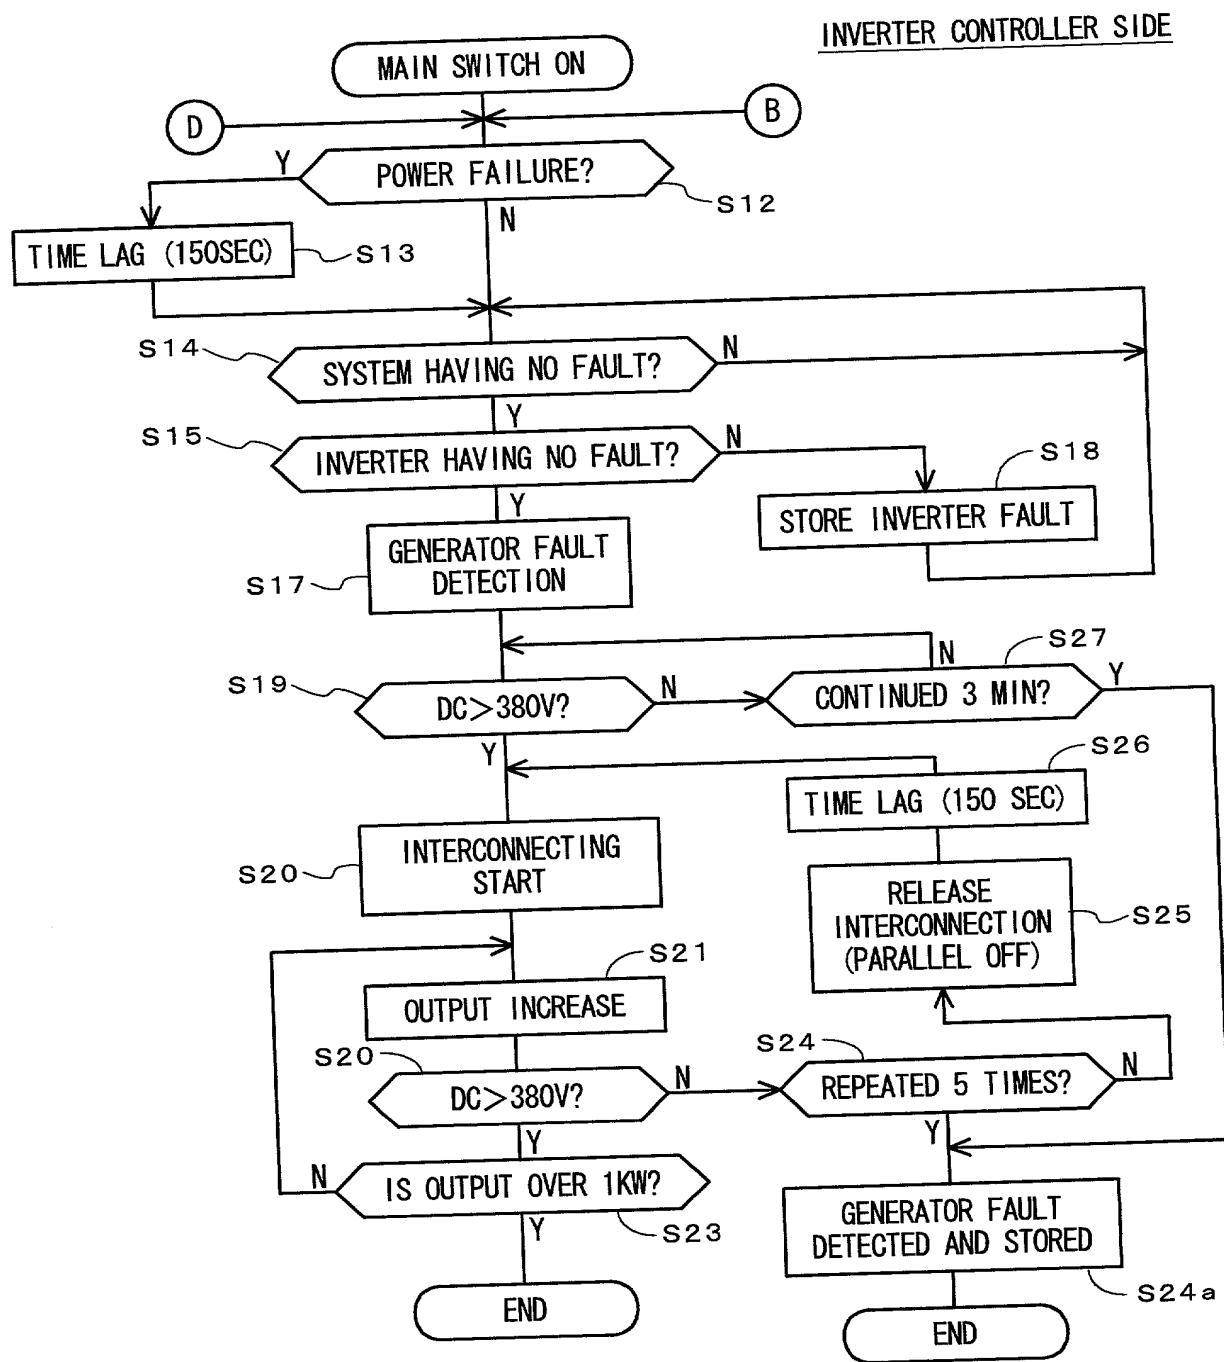 INVERTER CONTROLLER SIDE
MAIN SWITCH ON
D
B
Y
POWER FAILURE?
S12
N
TIME LAG (150SEC)
S13
S14
SYSTEM HAVING NO FAULT?
N
Y
S15
INVERTER HAVING NO FAULT?
N
S18
Y
STORE INVERTER FAULT
GENERATOR FAULT
DETECTION
S17
S27
N
Y
S19
DC>380V?
N
CONTINUED 3 MIN?
Y
S26
TIME LAG (150 SEC)
INTERCONNECTING
START
S20
RELEASE
INTERCONNECTION
(PARALLEL OFF)
S25
S21
OUTPUT INCREASE
S20
S24
DC>380V?
N
REPEATED 5 TIMES?
N
Y
Y
N
IS OUTPUT OVER 1KW?
S23
Y
GENERATOR FAULT
DETECTED AND STORED
S24a
END
END